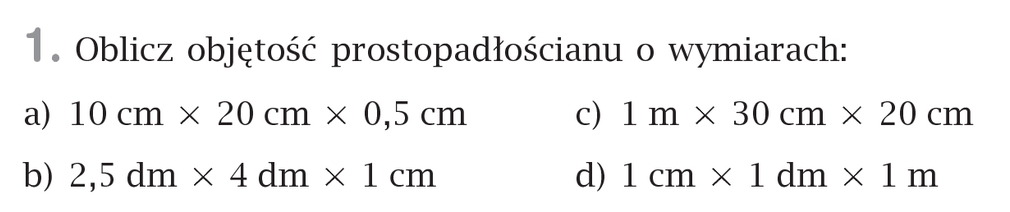 1. Oblicz objętość prostopadłościanu o wymiarach:
a) 10 cm × 20 cm × 0,5 cm
c) 1 m × 30 cm × 20 cm
b) 2,5 dm × 4 dm × 1 cm
d) 1 cm × 1 dm × 1 m